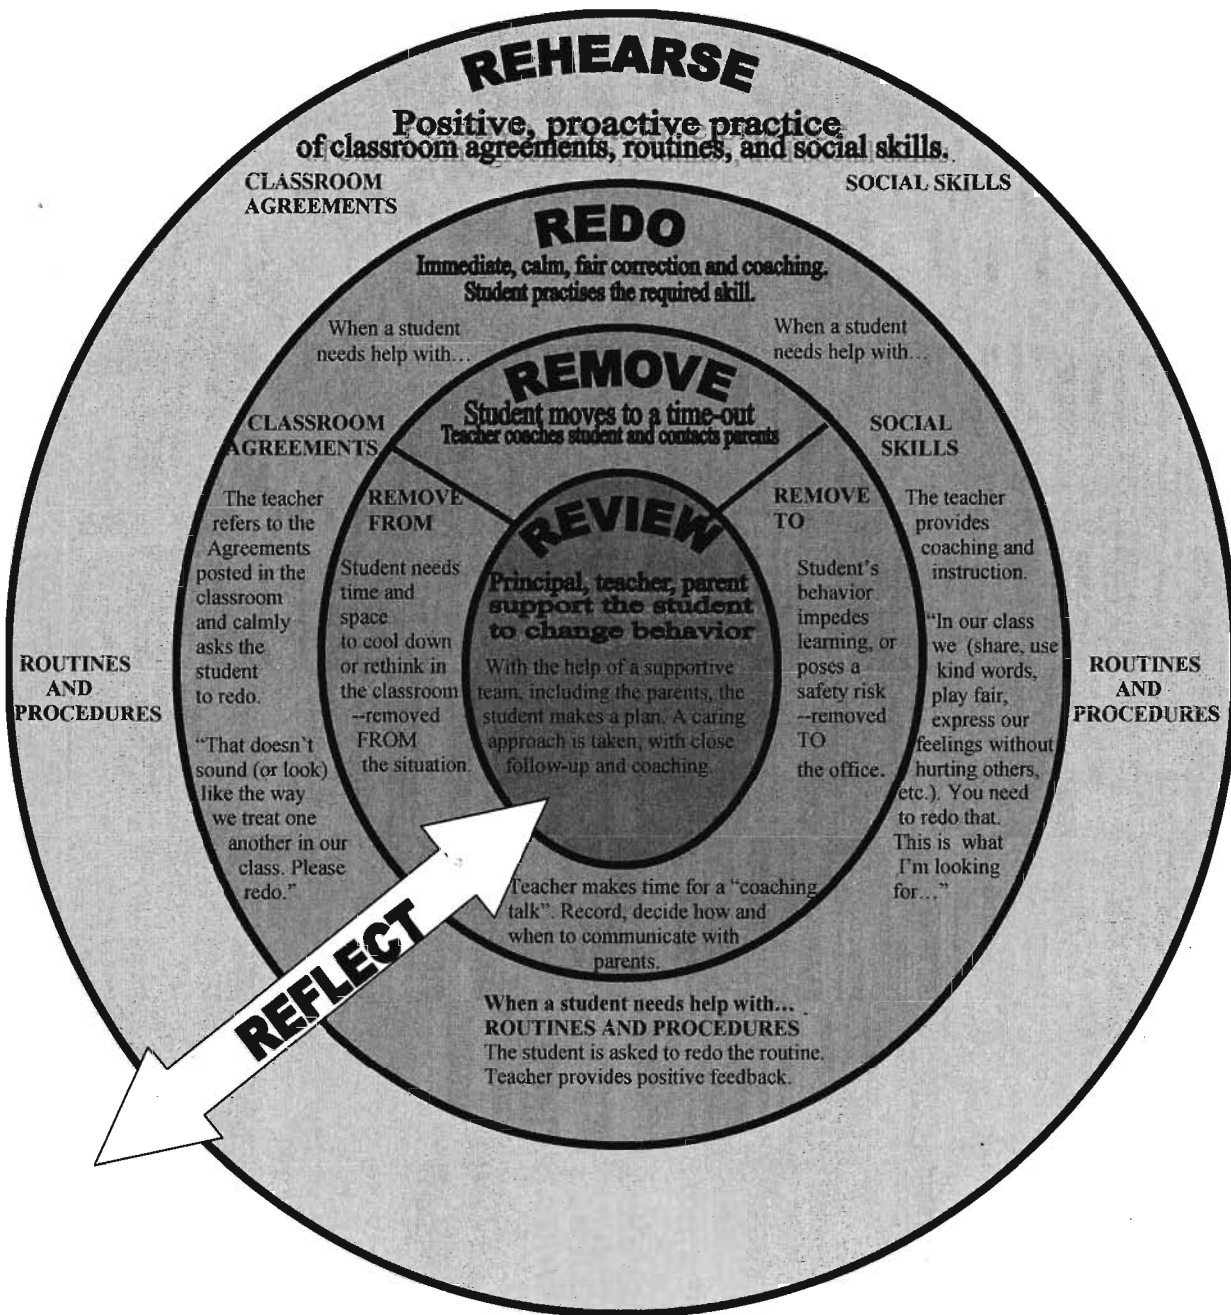 REHEARSE
Positive, proactive practice
of classroom agreements, routines, and social skills.
CLASSROOM
AGREEMENTS
SOCIAL SKILLS
REDO
Immediate, calm, fair correction and coaching.
Student practises the required skill.
When a student
needs help with...
When a student
needs help with...
REMOVE
Student moves to a time-out
Teacher coaches student and contacts parents
CLASSROOM
AGREEMENTS
The teacher
refers to the
Agreements
posted in the
classroom
and calmly
asks the
student
to redo.
"That doesn't
sound (or look)
like the way
we treat one
another in our
class. Please
redo."
REMOVE
FROM
Student needs
time and
space
to cool down
or rethink in
the classroom
--removed
FROM
the situation.
REVIEW
Principal, teacher, parent
support the student
to change behavior
With the help of a supportive
team, including the parents, the
student makes a plan. A caring
approach is taken, with close
follow-up and coaching.
REMOVE
TO
Student's
behavior
impedes
learning, or
poses a
safety risk
--removed
TO
the office.
SOCIAL
SKILLS
The teacher
provides
coaching and
instruction.
"In our class
we (share, use
kind words,
play fair,
express our
feelings without
hurting others,
etc.). You need
to redo that.
This is what
I'm looking
for..."
ROUTINES
AND
PROCEDURES
ROUTINES
AND
PROCEDURES
Teacher makes time for a "coaching
talk". Record, decide how and
when to communicate with
parents.
REFLECT
When a student needs help with...
ROUTINES AND PROCEDURES
The student is asked to redo the routine.
Teacher provides positive feedback.